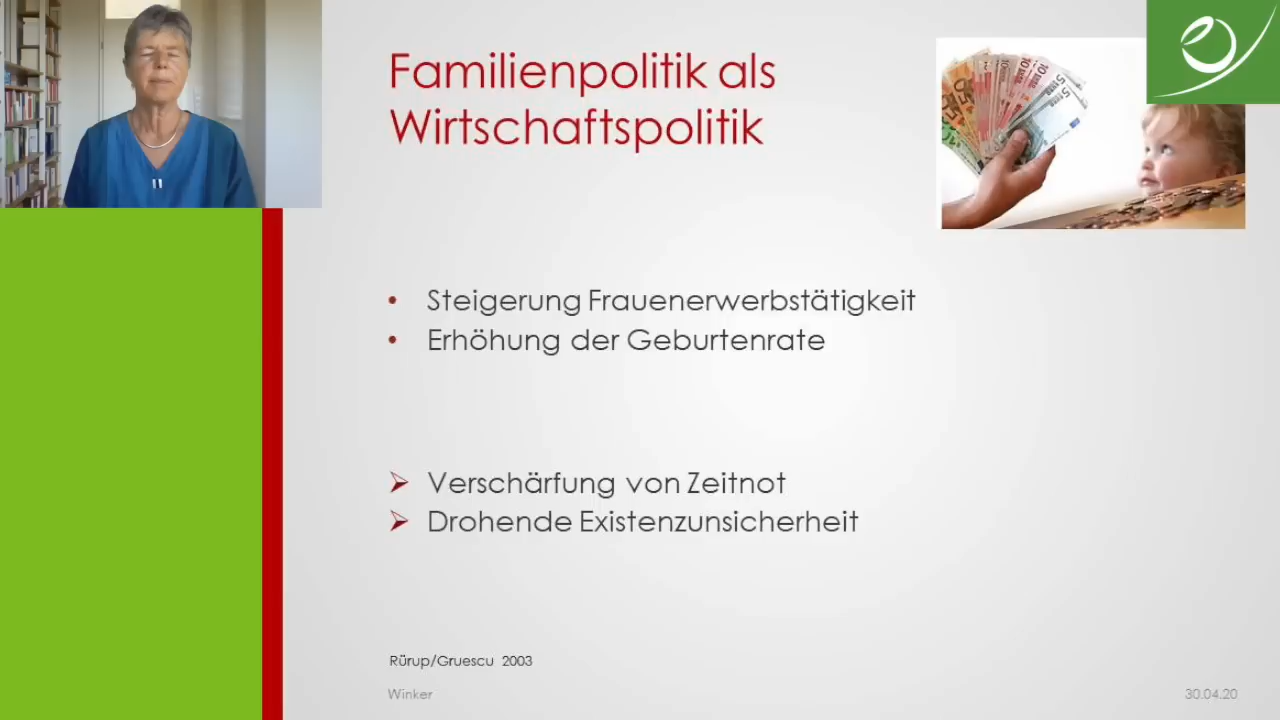 Familienpolitik als
Wirtschaftspolitik
• Steigerung Frauenerwerbstätigkeit
• Erhöhung der Geburtenrate
➢ Verschärfung von Zeitnot
➢ Drohende Existenzunsicherheit
Rürup/Gruescu 2003
Winker
30.04.20